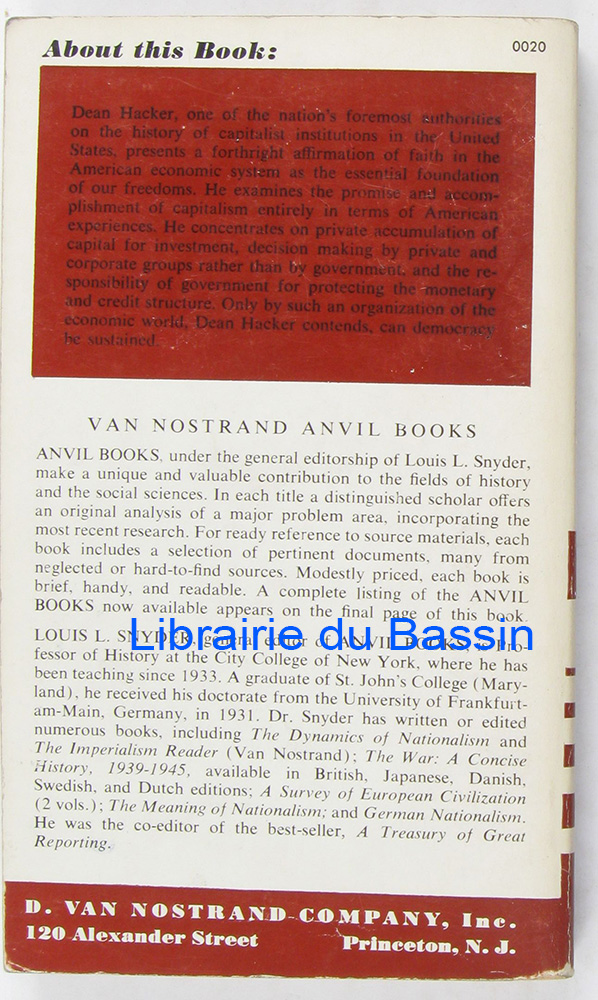 About this Book:
0020
Dean Hacker, one of the nation's foremost authorities
on the history of capitalist institutions in the United
States, presents a forthright affirmation of faith in the
American economic system as the essential foundation
of our freedoms. He examines the promise and accom-
plishment of capitalism entirely in terms of American
experiences. He concentrates on private accumulation of
capital for investment, decision making by private and
corporate groups rather than by government, and the re-
sponsibility of government for protecting the monetary
and credit structure. Only by such an organization of the
economic world, Dean Hacker contends, can democracy
be sustained.
VAN NOSTRAND ANVIL BOOKS
ANVIL BOOKS, under the general editorship of Louis L. Snyder,
make a unique and valuable contribution to the fields of history
and the social sciences. In each title a distinguished scholar offers
an original analysis of a major problem area, incorporating the
most recent research. For ready reference to source materials, each
book includes a selection of pertinent documents, many from
neglected or hard-to-find sources. Modestly priced, each book is
brief, handy, and readable. A complete listing of the ANVIL
BOOKS now available appears on the final page of this book.
Librairie du Bassin
LOUIS L. SNYDER, general editor of ANVIL BOOKS, is Pro-
fessor of History at the City College of New York, where he has
been teaching since 1933. A graduate of St. John's College (Mary-
land), he received his doctorate from the University of Frankfurt-
am-Main, Germany, in 1931. Dr. Snyder has written or edited
numerous books, including The Dynamics of Nationalism and
The Imperialism Reader (Van Nostrand); The War: A Concise
History, 1939-1945, available in British, Japanese, Danish,
Swedish, and Dutch editions; A Survey of European Civilization
(2 vols.); The Meaning of Nationalism; and German Nationalism.
He was the co-editor of the best-seller, A Treasury of Great
Reporting.
D. VAN NOSTRAND COMPANY, Inc.
120 Alexander Street Princeton, N. J.